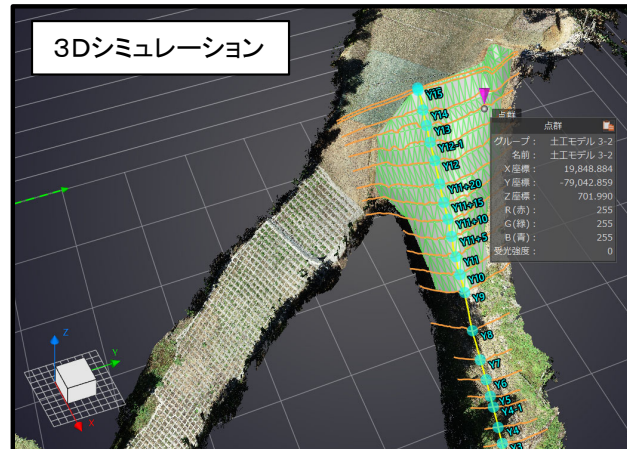 3Dシミュレーション
Y15
Y14
Y13
Y12-1
Y12
Y11+20
Y11+15
Y11+10
Y11+5
Y11
Y10
Y9
Y8
Y7
Y6
Y5
Y4-1
Y4
Y3
点群
点群
グループ： 土工モデル 3-2
名前： 土工モデル 3-2
X座標： 19,848.884
Y座標： -79,042.859
Z座標： 701.990
R(赤)： 255
G(緑)： 255
B(青)： 255
受光強度： 0
Z
Y
X